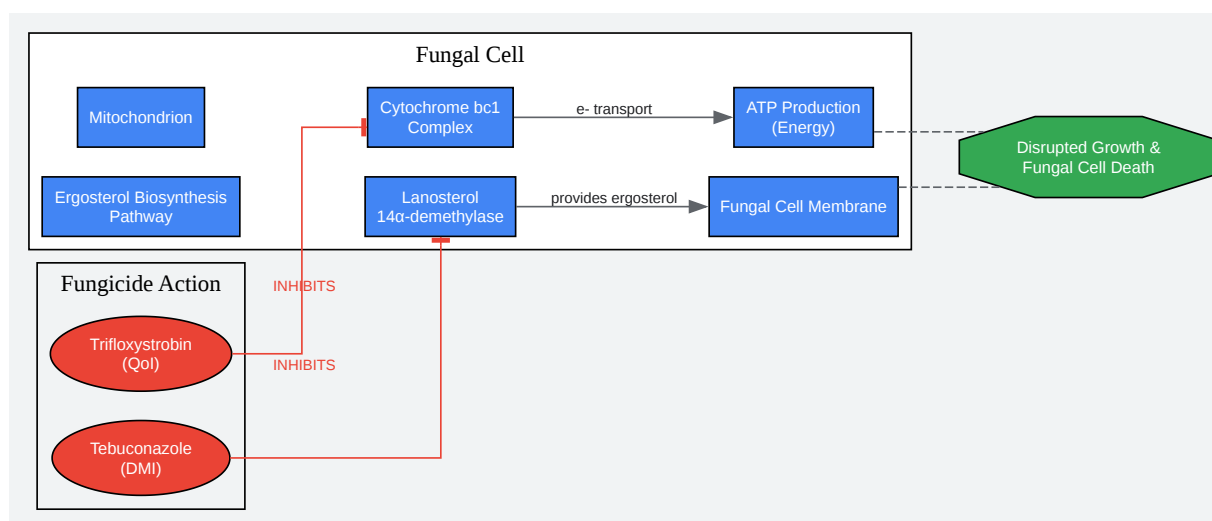 Fungal Cell
Mitochondrion
Cytochrome bc1
Complex
e- transport
ATP Production
(Energy)
Disrupted Growth &
Fungal Cell Death
Ergosterol Biosynthesis
Pathway
Lanosterol
14α-demethylase
provides ergosterol
Fungal Cell Membrane
Fungicide Action
INHIBITS
Trifloxystrobin
(QoI)
INHIBITS
Tebuconazole
(DMI)